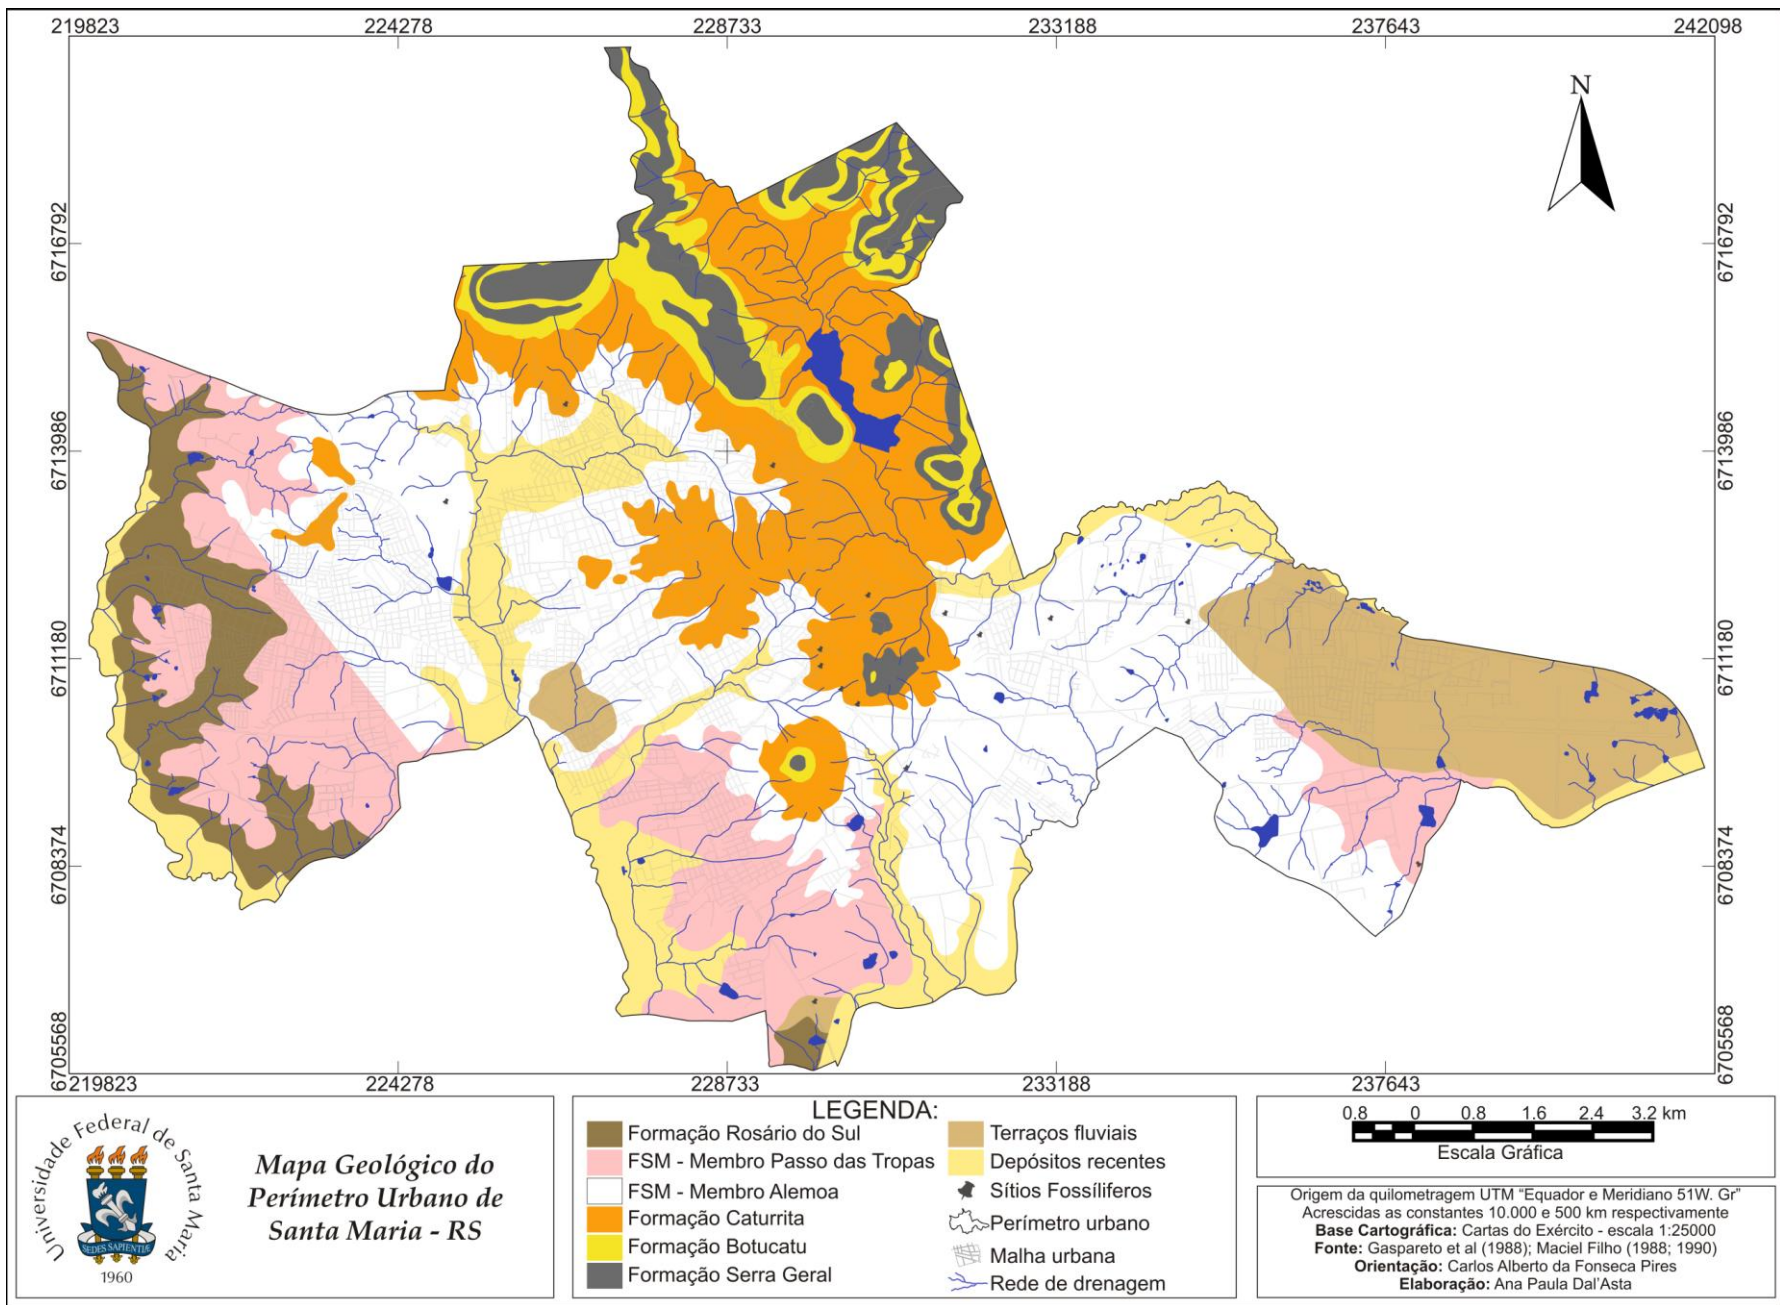 219823 224278 228733 233188 237643 242098
N
6716792 6716792
6713986 6713986
6711180 6711180
6708374 6708374
6705568 6705568
219823 224278 228733 233188 237643
Universidade Federal de Santa Maria
SEDES SAPIENTIÆ
1960
Mapa Geológico do
Perímetro Urbano de
Santa Maria - RS
LEGENDA:
Formação Rosário do Sul
FSM - Membro Passo das Tropas
FSM - Membro Alemoa
Formação Caturrita
Formação Botucatu
Formação Serra Geral
Terraços fluviais
Depósitos recentes
Sítios Fossíliferos
Perímetro urbano
Malha urbana
Rede de drenagem
0.8 0 0.8 1.6 2.4 3.2 km
Escala Gráfica
Origem da quilometragem UTM "Equador e Meridiano 51W. Gr"
Acrescidas as constantes 10.000 e 500 km respectivamente
Base Cartográfica: Cartas do Exército - escala 1:25000
Fonte: Gaspareto et al (1988); Maciel Filho (1988; 1990)
Orientação: Carlos Alberto da Fonseca Pires
Elaboração: Ana Paula Dal'Asta